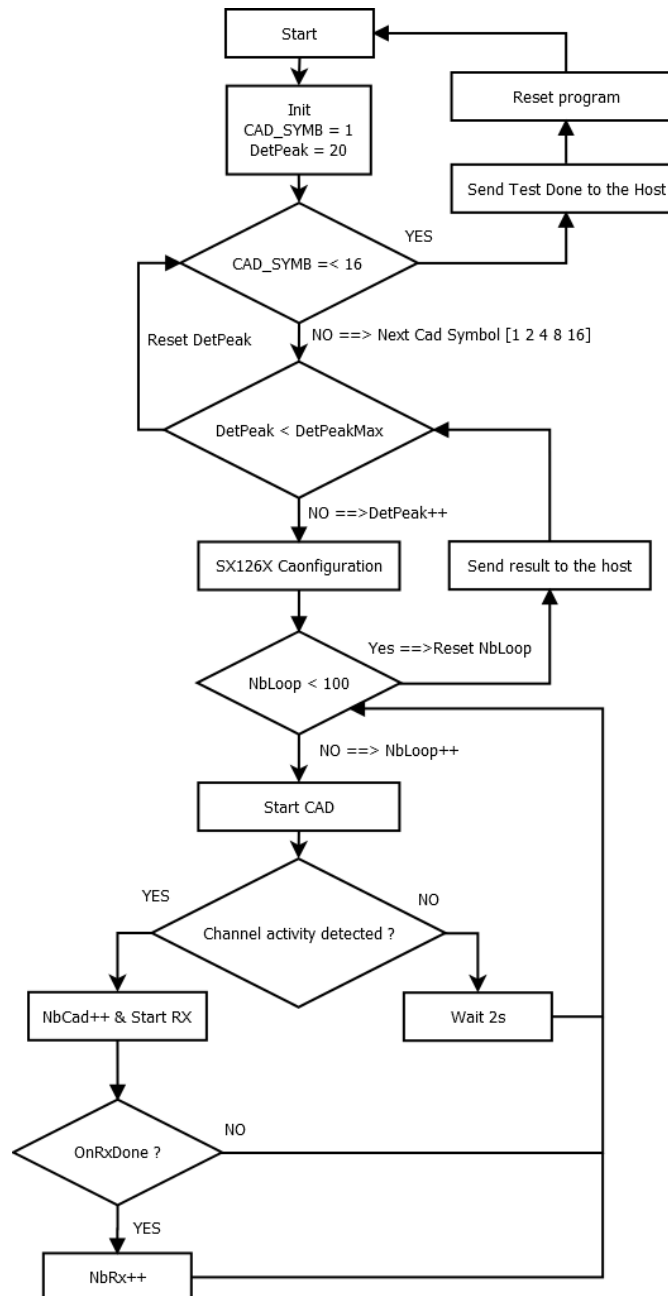 Start
Reset program
Init
CAD_SYMB = 1
DetPeak = 20
Send Test Done to the Host
YES
CAD_SYMB =< 16
Reset DetPeak
NO ==> Next Cad Symbol [1 2 4 8 16]
DetPeak < DetPeakMax
NO ==>DetPeak++
SX126X Caonfiguration
Send result to the host
Yes ==>Reset NbLoop
NbLoop < 100
NO ==> NbLoop++
Start CAD
YES
NO
Channel activity detected ?
NbCad++ & Start RX
Wait 2s
NO
OnRxDone ?
YES
NbRx++